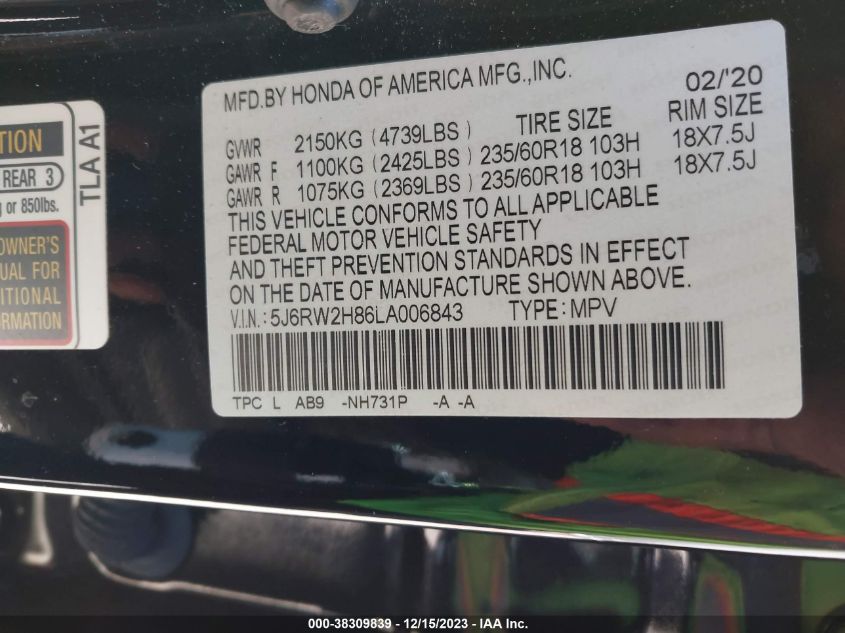 TION
REAR 3
or 850lbs.
OWNER'S
FOR
TLA A1
MFD.BY HONDA OF AMERICA MFG.,INC. 02/'20
TIRE SIZE RIM SIZE
GVWR 2150KG (4739LBS)
GAWR F 1100KG (2425LBS) 235/60R18 103H 18X7.5J
GAWR R 1075KG (2369LBS) 235/60R18 103H 18X7.5J
THIS VEHICLE CONFORMS TO ALL APPLICABLE
FEDERAL MOTOR VEHICLE SAFETY
AND THEFT PREVENTION STANDARDS IN EFFECT
ON THE DATE OF MANUFACTURE SHOWN ABOVE.
V.I.N.: 5J6RW2H86LA006843 TYPE: MPV
TPC L AB9 -NH731P -A -A
000-38309839 - 12/15/2023 - IAA Inc.